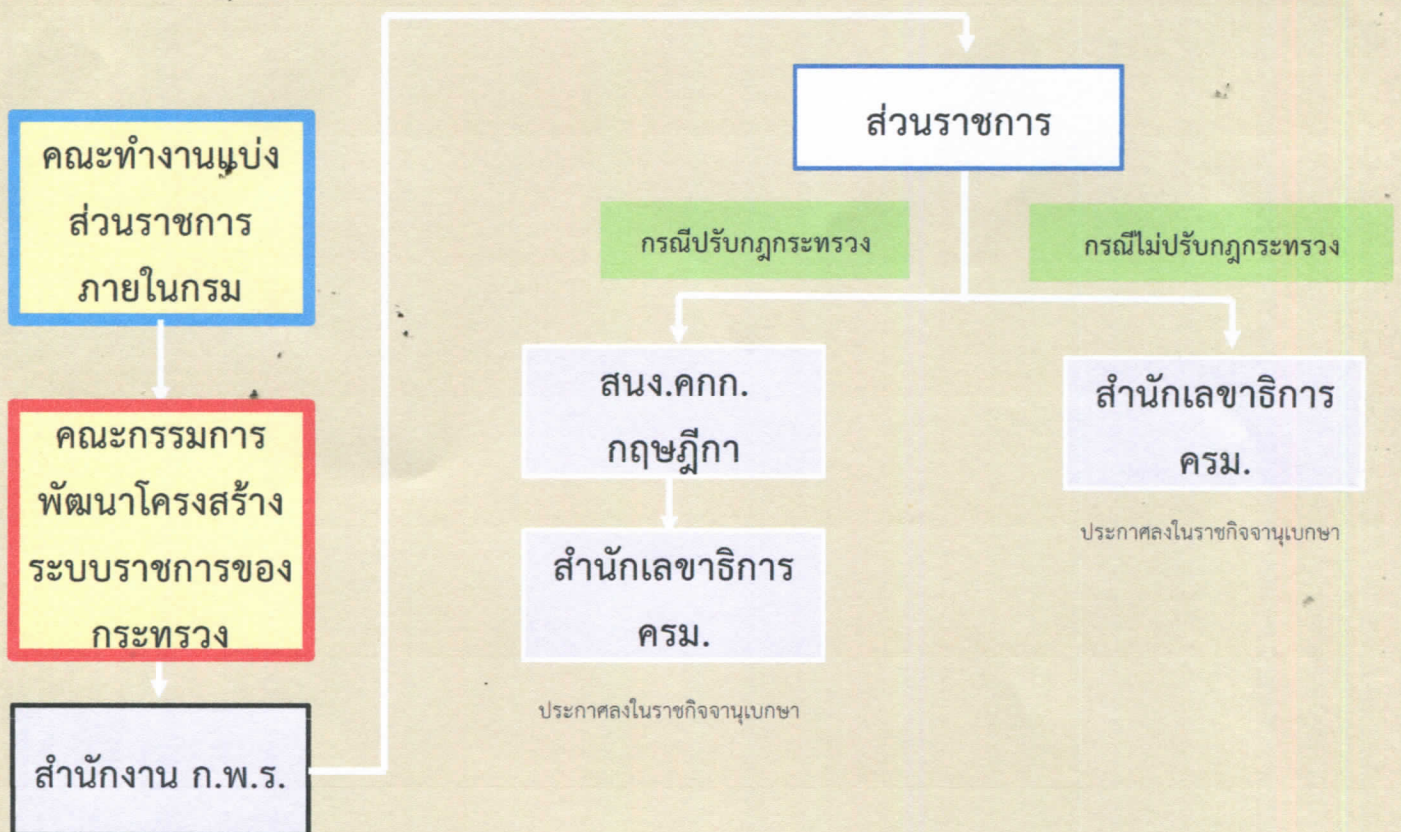 คณะทำงานแบ่ง
ส่วนราชการ
ภายในกรม
คณะกรรมการ
พัฒนาโครงสร้าง
ระบบราชการของ
กระทรวง
สำนักงาน ก.พ.ร.
ส่วนราชการ
กรณีปรับกฎกระทรวง
สนง.คกก.
กฤษฎีกา
สำนักเลขาธิการ
ครม.
ประกาศลงในราชกิจจานุเบกษา
กรณีไม่ปรับกฎกระทรวง
สำนักเลขาธิการ
ครม.
ประกาศลงในราชกิจจานุเบกษา